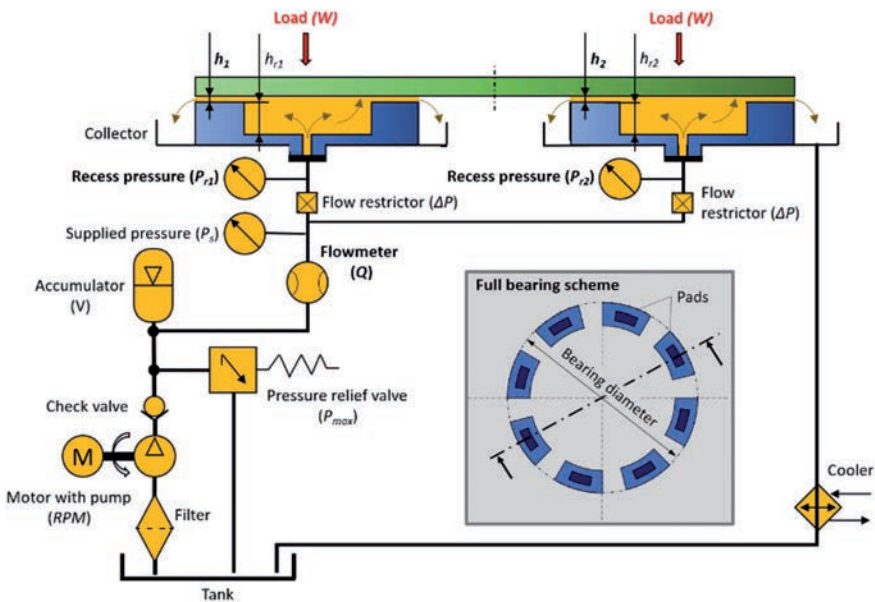 Load (W)
Load (W)
h1
hr1
h2
hr2
Collector
Recess pressure (Pr1)
Recess pressure (Pr2)
Flow restrictor (ΔP)
Flow
restrictor (ΔP)
Supplied pressure (Ps)
Flowmeter
(Q)
Accumulator
(V)
Full bearing scheme
Pads
Bearing diameter
Pressure relief valve
(Pmax)
Check valve
M
Motor with pump
(RPM)
Filter
Cooler
Tank